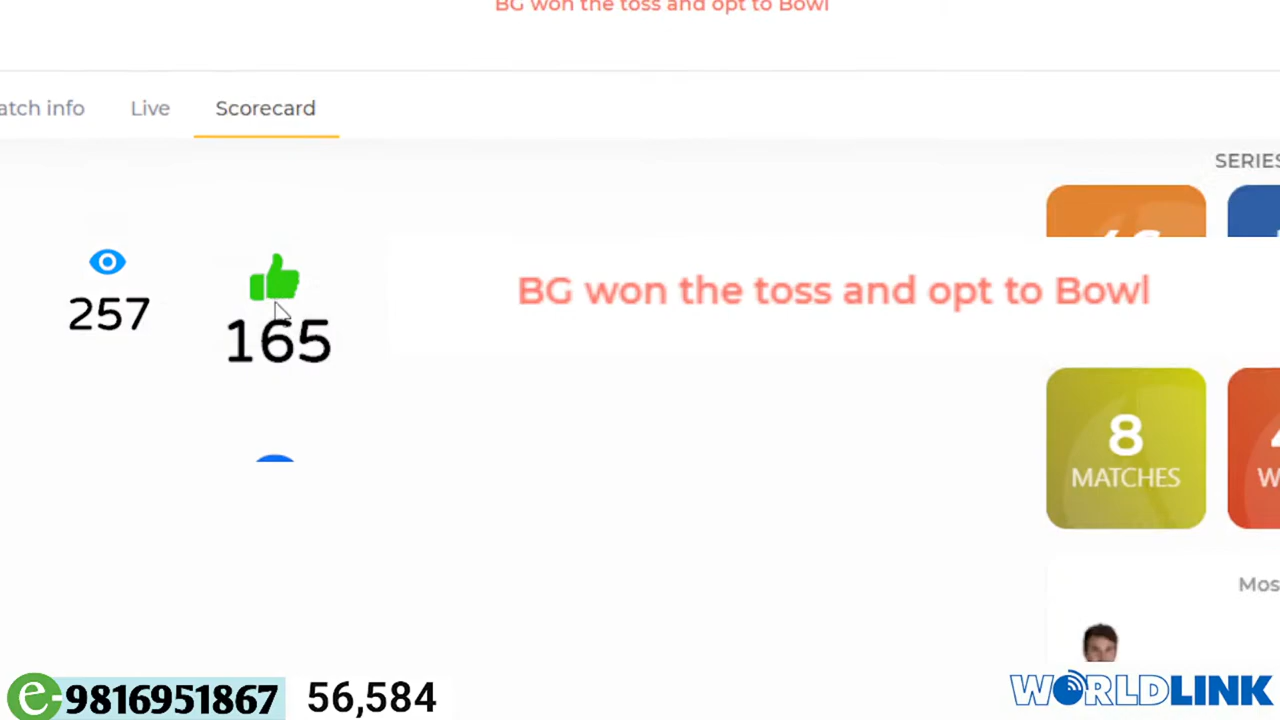 BG won the toss and opt to Bowl
atch info
Live
Scorecard
SERIES
257
165
BG won the toss and opt to Bowl
8
MATCHES
W
Mos
e-9816951867
56,584
WORLDLINK